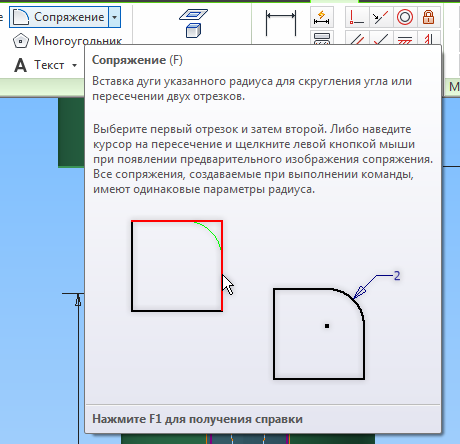 Сопряжение
Многоугольник
A Текст
Сопряжение (F)
Вставка дуги указанного радиуса для скругления угла или
пересечении двух отрезков.
Выберите первый отрезок и затем второй. Либо наведите
курсор на пересечение и щелкните левой кнопкой мыши
при появлении предварительного изображения сопряжения.
Все сопряжения, создаваемые при выполнении команды,
имеют одинаковые параметры радиуса.
2
Нажмите F1 для получения справки